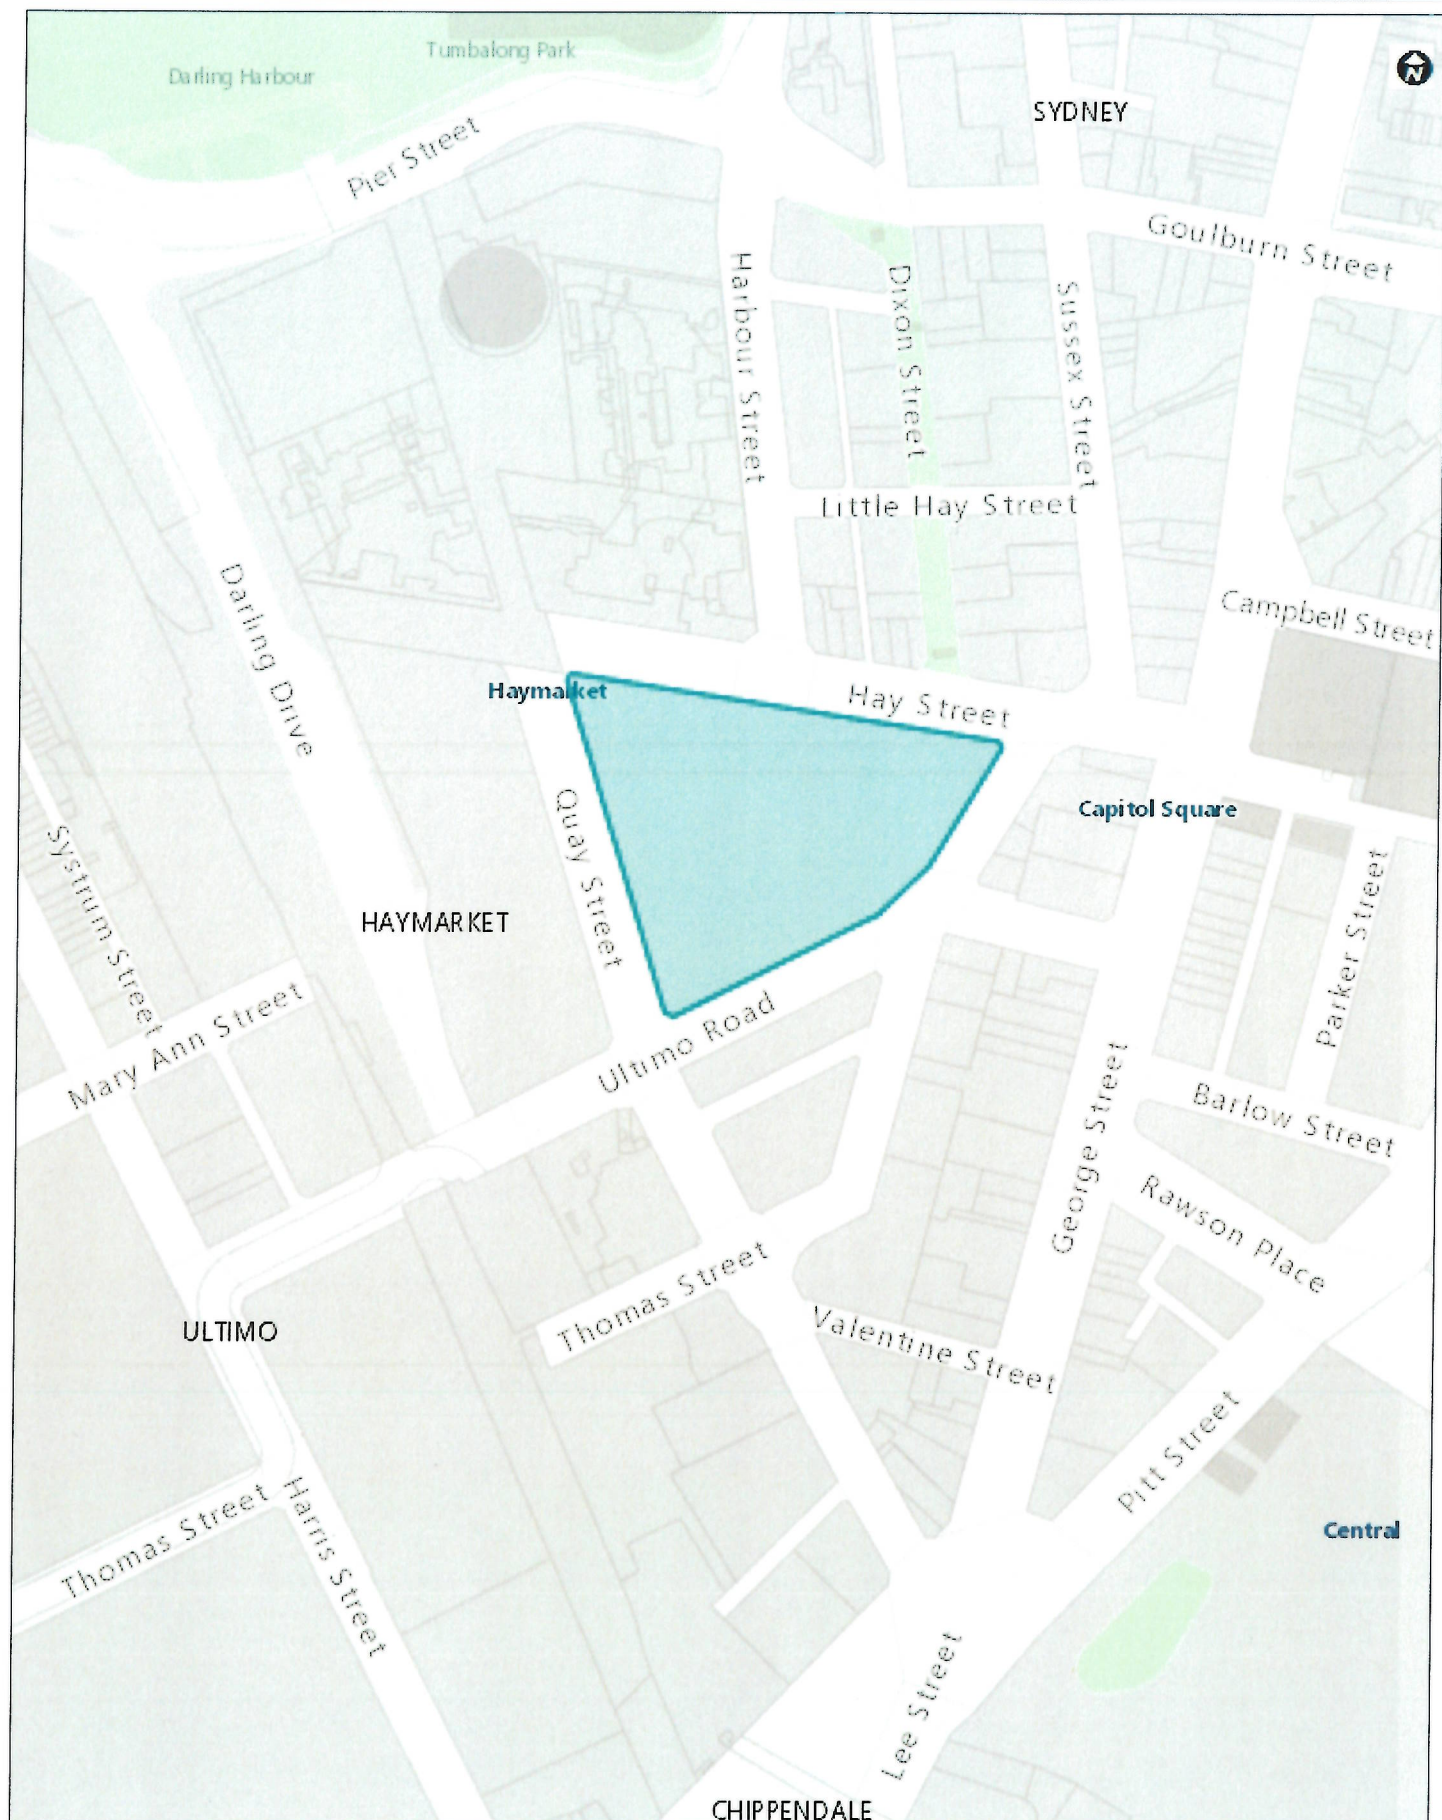 Tumbalong Park
Darling Harbour
N
SYDNEY
Pier Street
Goulburn Street
Harbour Street
Dixon Street
Sussex Street
Little Hay Street
Campbell Street
Darling Drive
Haymarket
Hay Street
Capitol Square
Quay Street
Systrum Street
HAYMARKET
Parker Street
Mary Ann Street
Ultimo Road
George Street
Barlow Street
Rawson Place
Thomas Street
ULTIMO
Valentine Street
Pitt Street
Thomas Street
Harris Street
Central
Lee Street
CHIPPENDALE